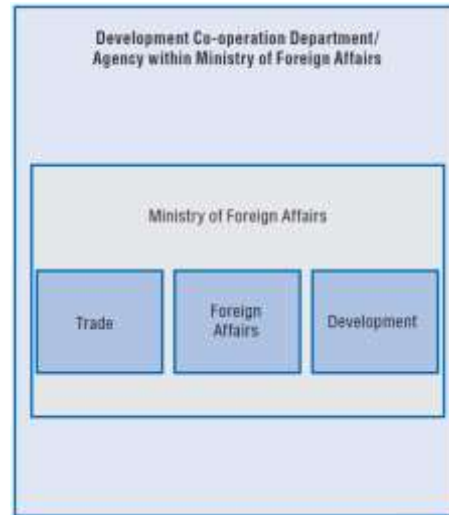 Development Co-operation Department/
Agency within Ministry of Foreign Affairs
Ministry of Foreign Affairs
Trade
Foreign
Affairs
Development